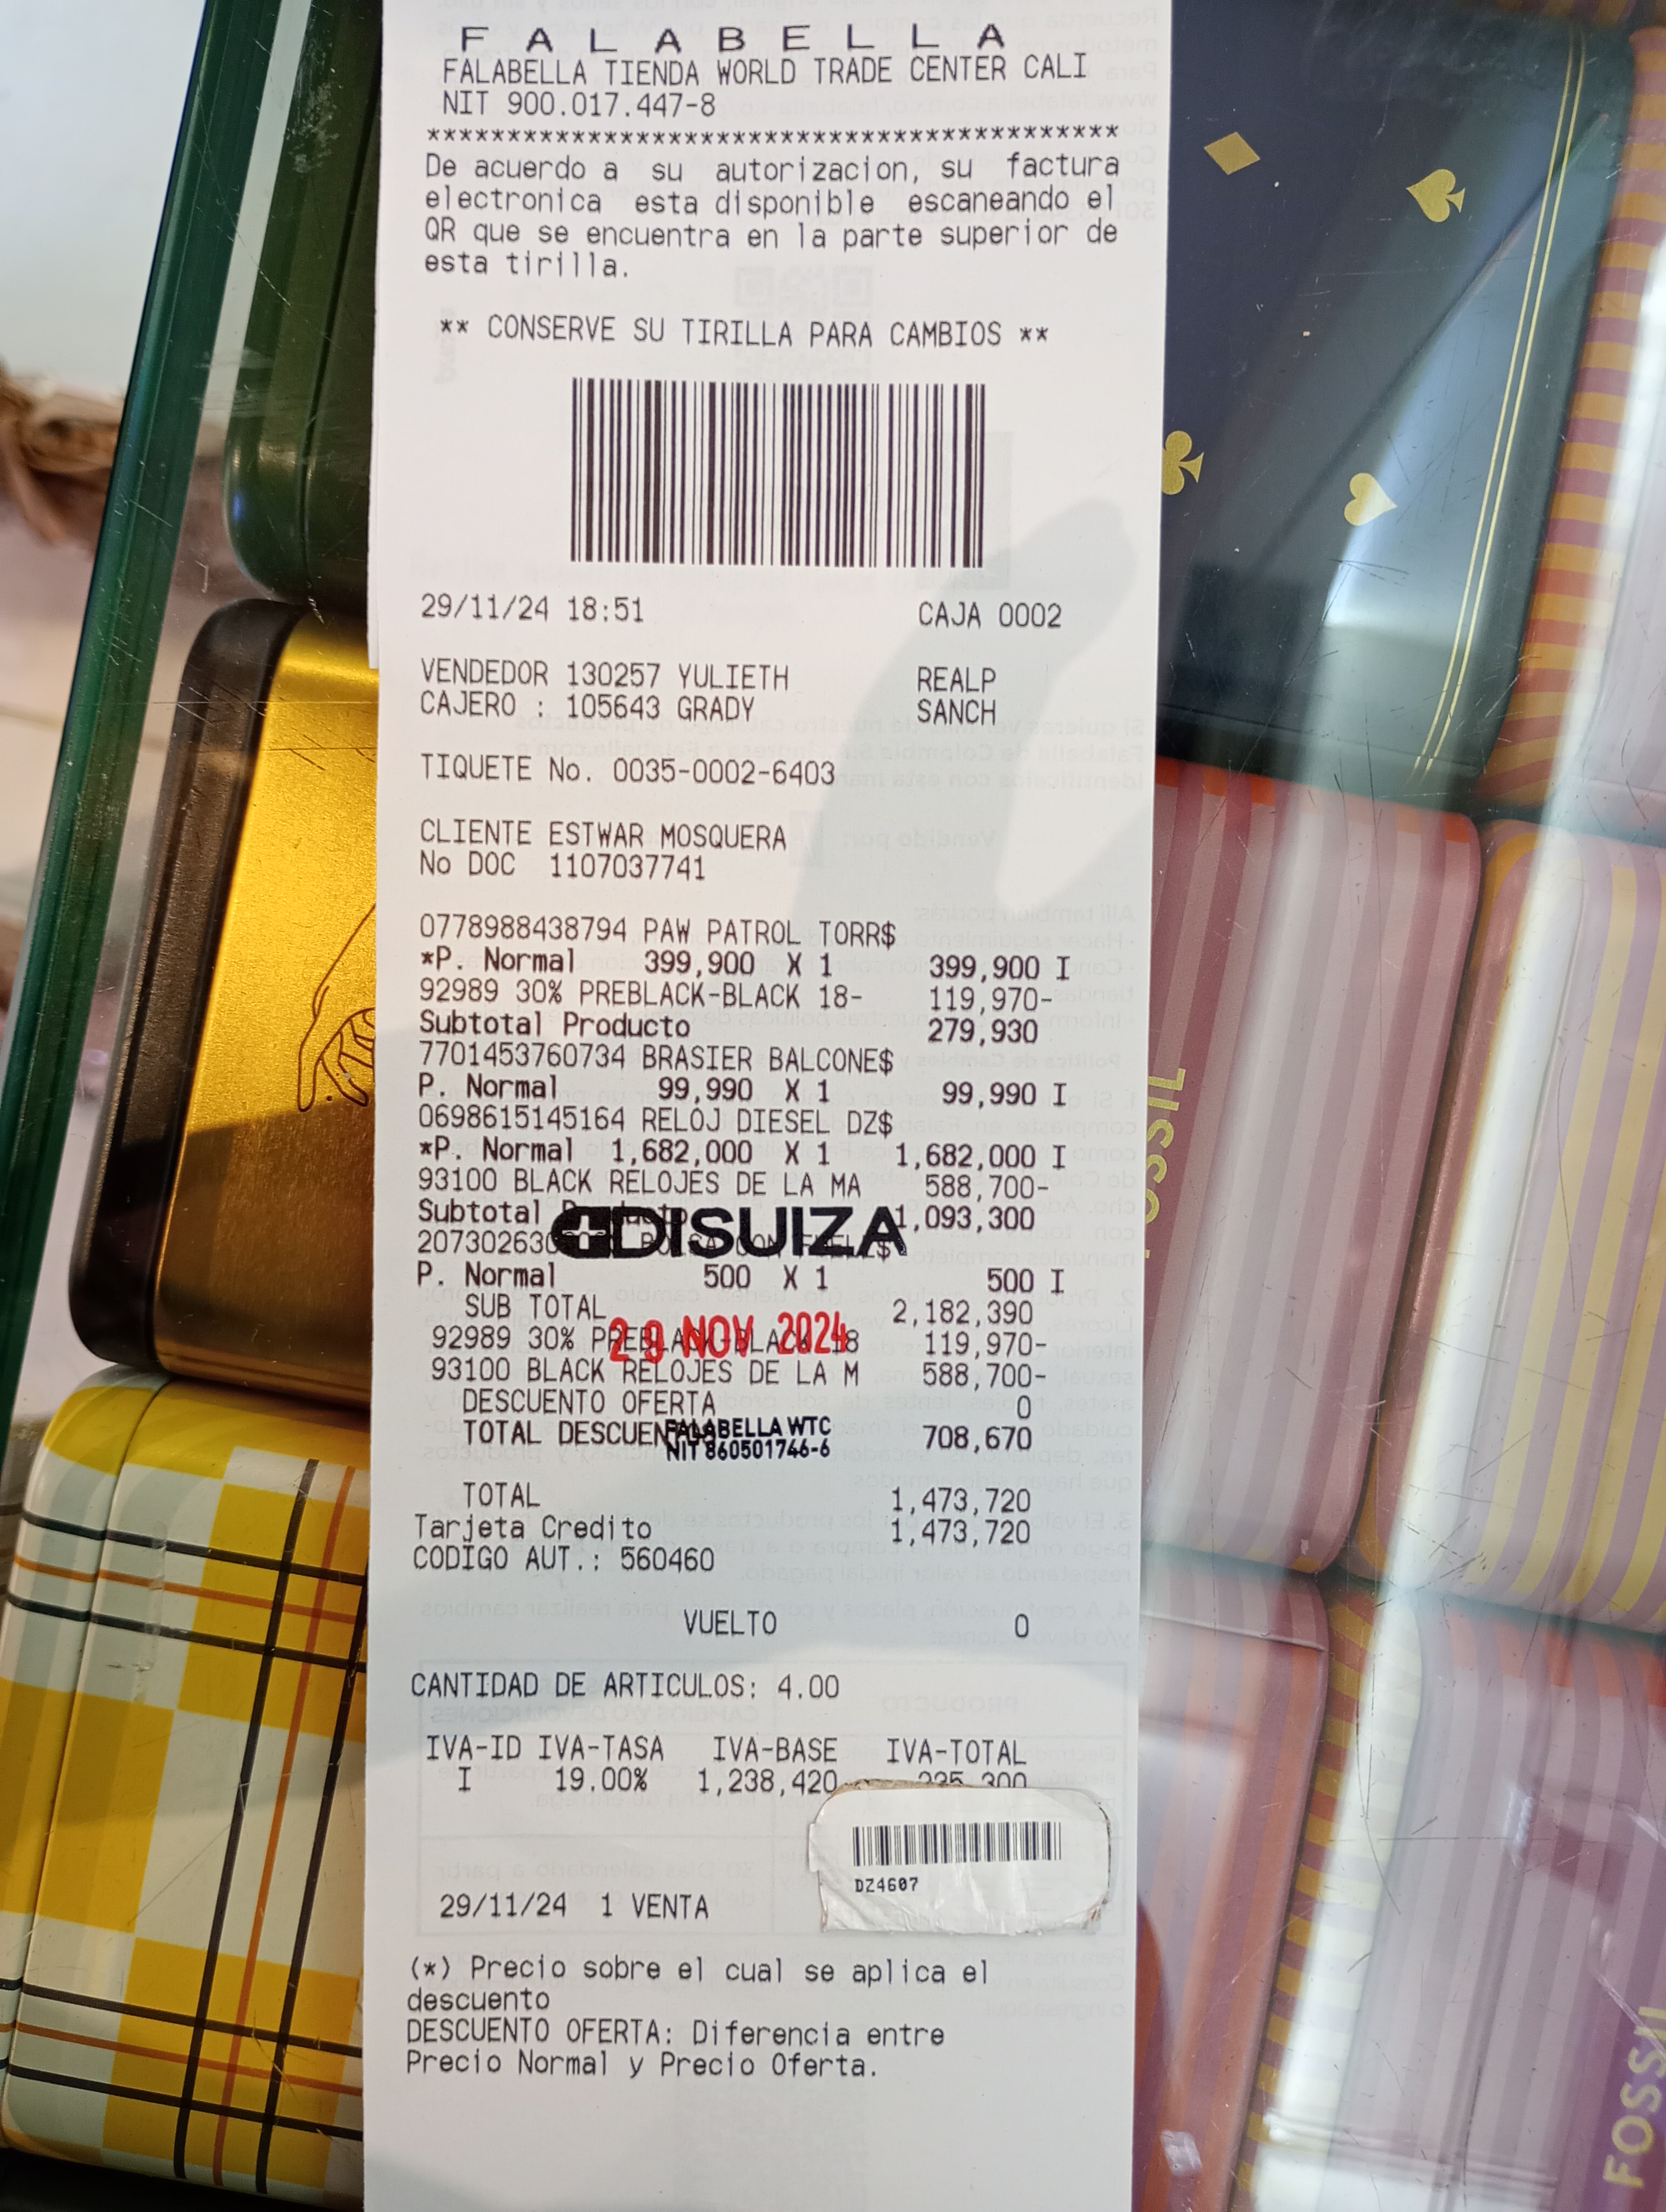 F A L A B E L L A
FALABELLA TIENDA WORLD TRADE CENTER CALI
NIT 900.017.447-8
*******************************************
De acuerdo a su autorizacion, su factura
electronica esta disponible escaneando el
QR que se encuentra en la parte superior de
esta tirilla.
** CONSERVE SU TIRILLA PARA CAMBIOS **
29/11/24 18:51 CAJA 0002
VENDEDOR 130257 YULIETH REALP
CAJERO : 105643 GRADY SANCH
TIQUETE No. 0035-0002-6403
CLIENTE ESTWAR MOSQUERA
No DOC 1107037741
0778988438794 PAW PATROL TORR$
*P. Normal 399,900 X 1 399,900 I
92989 30% PREBLACK-BLACK 18- 119,970-
Subtotal Producto 279,930
7701453760734 BRASIER BALCONE$
P. Normal 99,990 X 1 99,990 I
0698615145164 RELOJ DIESEL DZ$
*P. Normal 1,682,000 X 1 1,682,000 I
93100 BLACK RELOJES DE LA MA 588,700-
Subtotal Producto 1,093,300
DISUIZA
P. Normal 500 X 1 500 I
SUB TOTAL 2,182,390
29 NOV 2024
92989 30% PREBLACK-BLACK 18 119,970-
93100 BLACK RELOJES DE LA M 588,700-
DESCUENTO OFERTA 0
TOTAL DESCUENTOS 708,670
FALABELLA WTC
NIT 860501746-6
TOTAL 1,473,720
Tarjeta Credito 1,473,720
CODIGO AUT.: 560460
VUELTO 0
CANTIDAD DE ARTICULOS: 4.00
IVA-ID IVA-TASA IVA-BASE IVA-TOTAL
I 19.00% 1,238,420 235,300
DZ4607
29/11/24 1 VENTA
(*) Precio sobre el cual se aplica el
descuento
DESCUENTO OFERTA: Diferencia entre
Precio Normal y Precio Oferta.
FOSSIL
FOSSIL